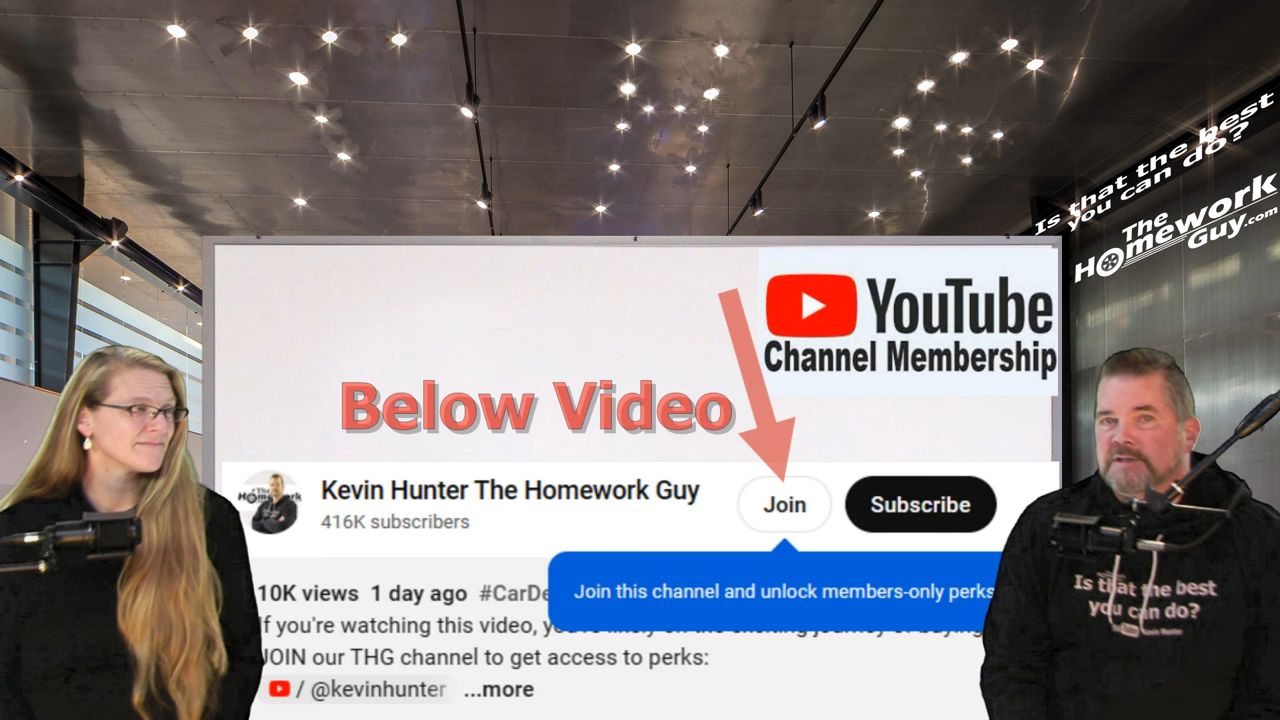 Is that the best
you can do?
The
Homework
Guy.com
YouTube
Channel Membership
Below Video
Kevin Hunter The Homework Guy
416K subscribers
Join
Subscribe
Join this channel and unlock members-only perks
10K views 1 day ago #CarDe
If you're watching this video,
JOIN our THG channel to get access to perks:
/ @kevinhunter ...more
Is that the best
you can do?